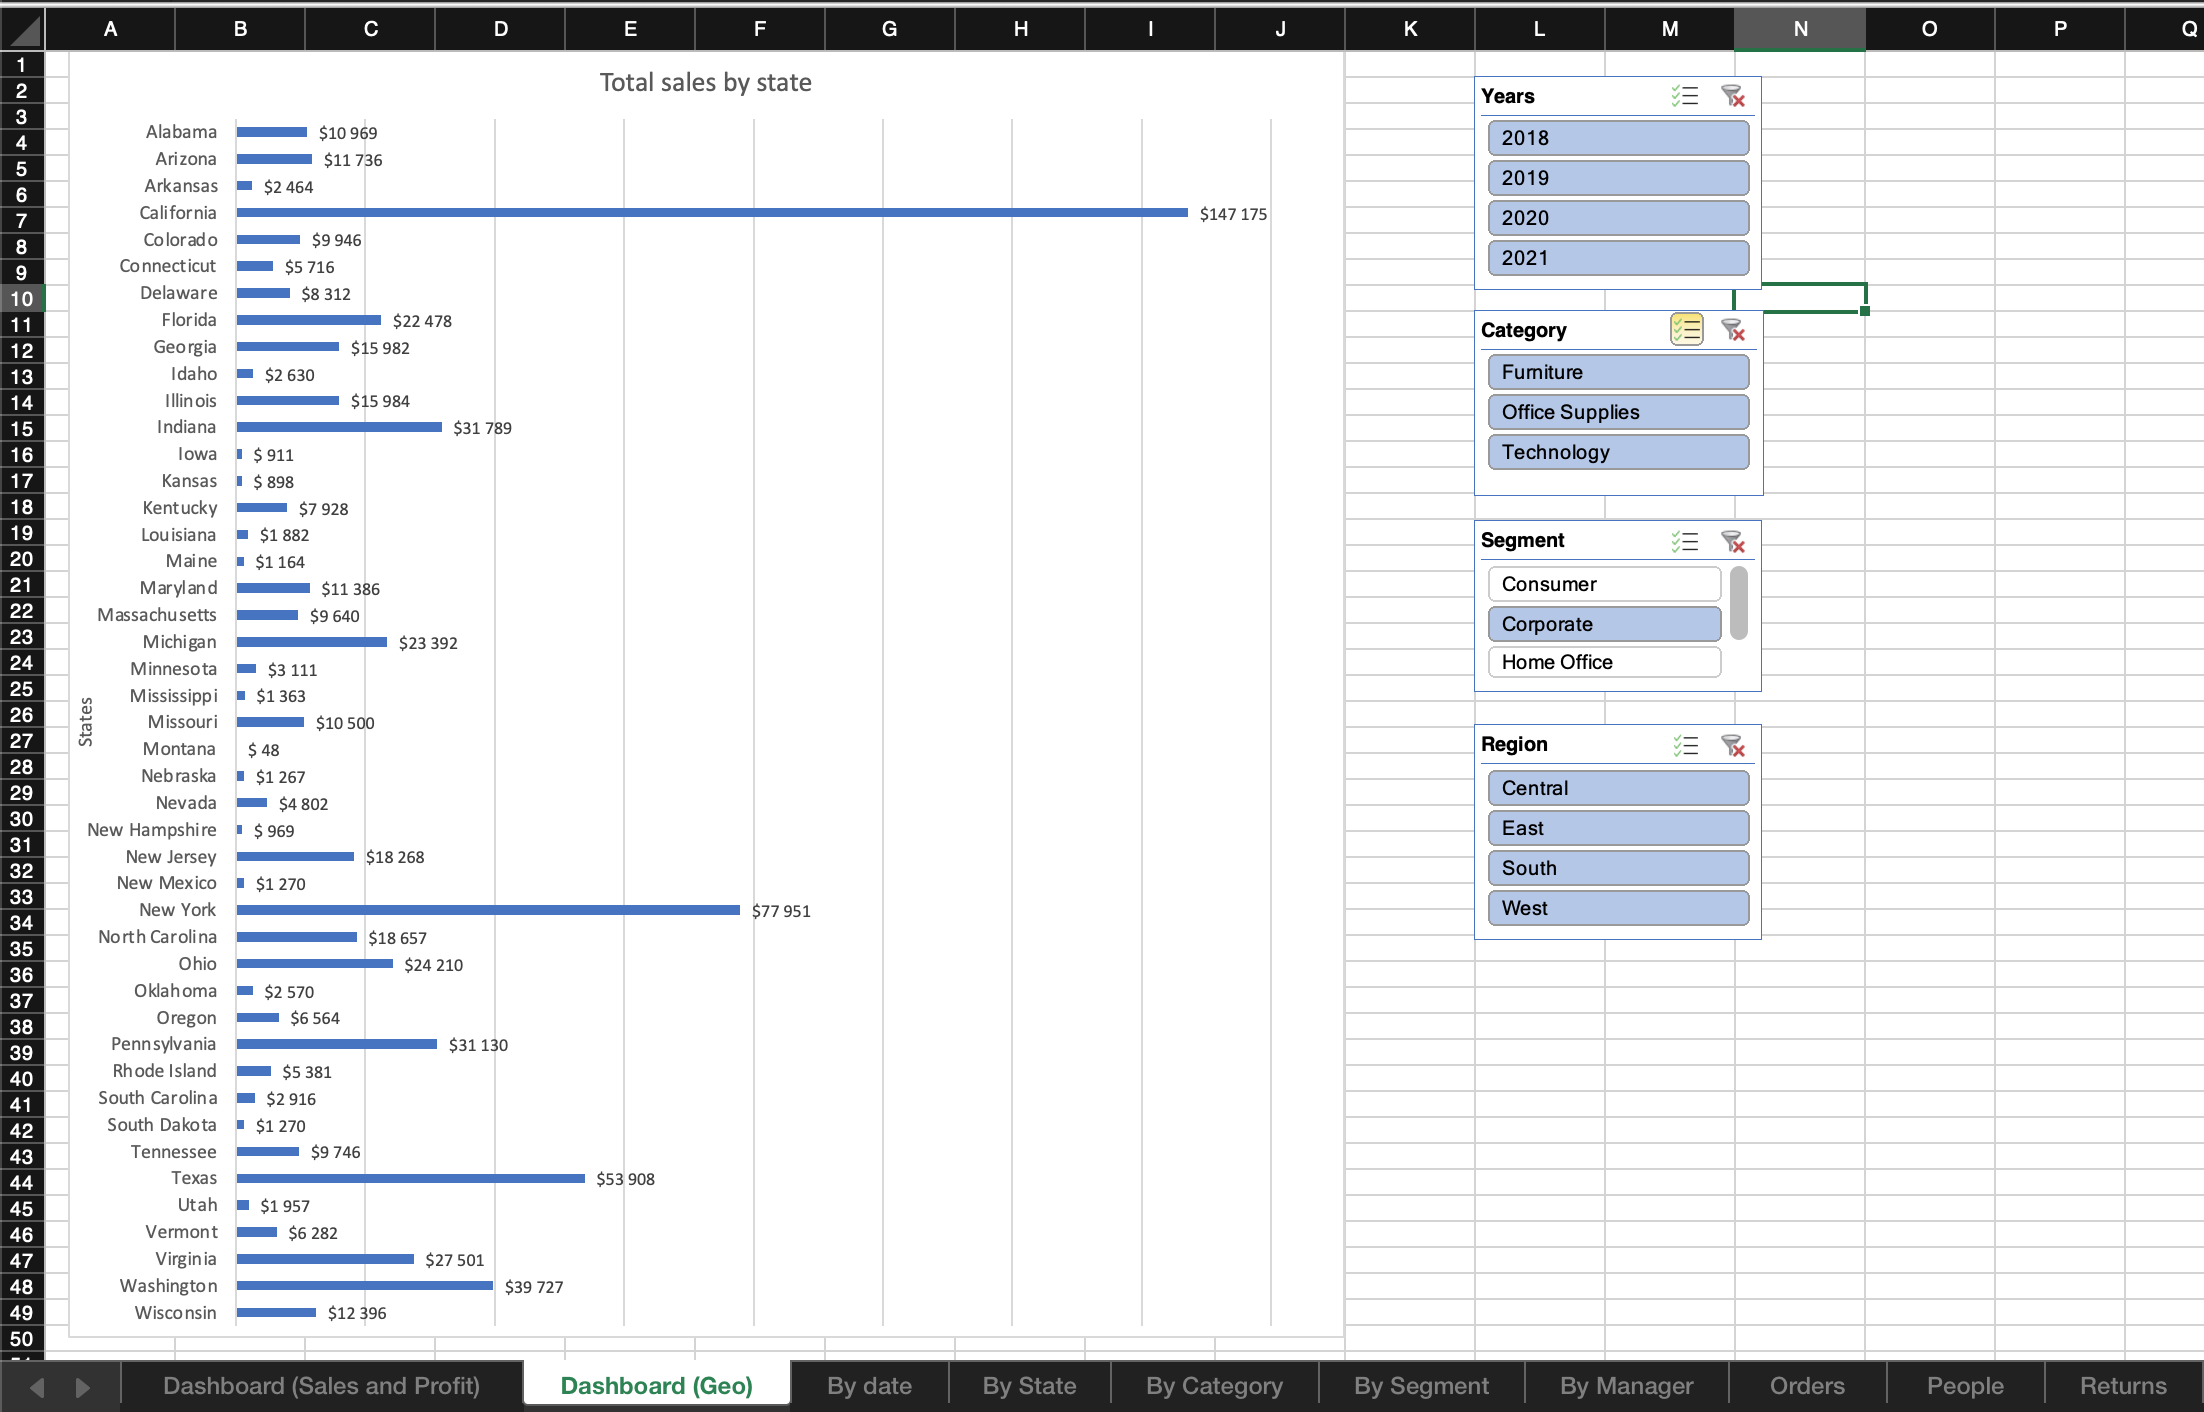 A B C D E F G H I J K L M N O P Q
Total sales by state
States
Alabama $10 969
Arizona $11 736
Arkansas $2 464
California $147 175
Colorado $9 946
Connecticut $5 716
Delaware $8 312
Florida $22 478
Georgia $15 982
Idaho $2 630
Illinois $15 984
Indiana $31 789
Iowa $ 911
Kansas $ 898
Kentucky $7 928
Louisiana $1 882
Maine $1 164
Maryland $11 386
Massachusetts $9 640
Michigan $23 392
Minnesota $3 111
Mississippi $1 363
Missouri $10 500
Montana $ 48
Nebraska $1 267
Nevada $4 802
New Hampshire $ 969
New Jersey $18 268
New Mexico $1 270
New York $77 951
North Carolina $18 657
Ohio $24 210
Oklahoma $2 570
Oregon $6 564
Pennsylvania $31 130
Rhode Island $5 381
South Carolina $2 916
South Dakota $1 270
Tennessee $9 746
Texas $53 908
Utah $1 957
Vermont $6 282
Virginia $27 501
Washington $39 727
Wisconsin $12 396
Years
2018
2019
2020
2021
Category
Furniture
Office Supplies
Technology
Segment
Consumer
Corporate
Home Office
Region
Central
East
South
West
1
2
3
4
5
6
7
8
9
10
11
12
13
14
15
16
17
18
19
20
21
22
23
24
25
26
27
28
29
30
31
32
33
34
35
36
37
38
39
40
41
42
43
44
45
46
47
48
49
50
Dashboard (Sales and Profit) Dashboard (Geo) By date By State By Category By Segment By Manager Orders People Returns